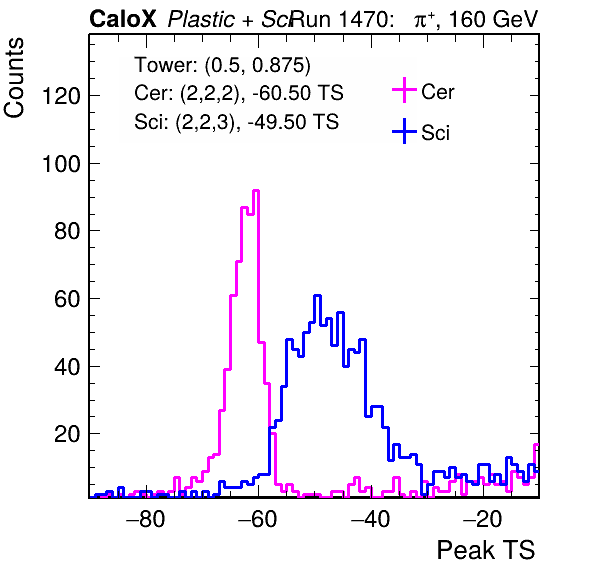 CaloX Plastic + Sci Run 1470: π+, 160 GeV
Counts
Tower: (0.5, 0.875)
Cer: (2,2,2), -60.50 TS
Sci: (2,2,3), -49.50 TS
Cer
Sci
120
100
80
60
40
20
−80 −60 −40 −20
Peak TS